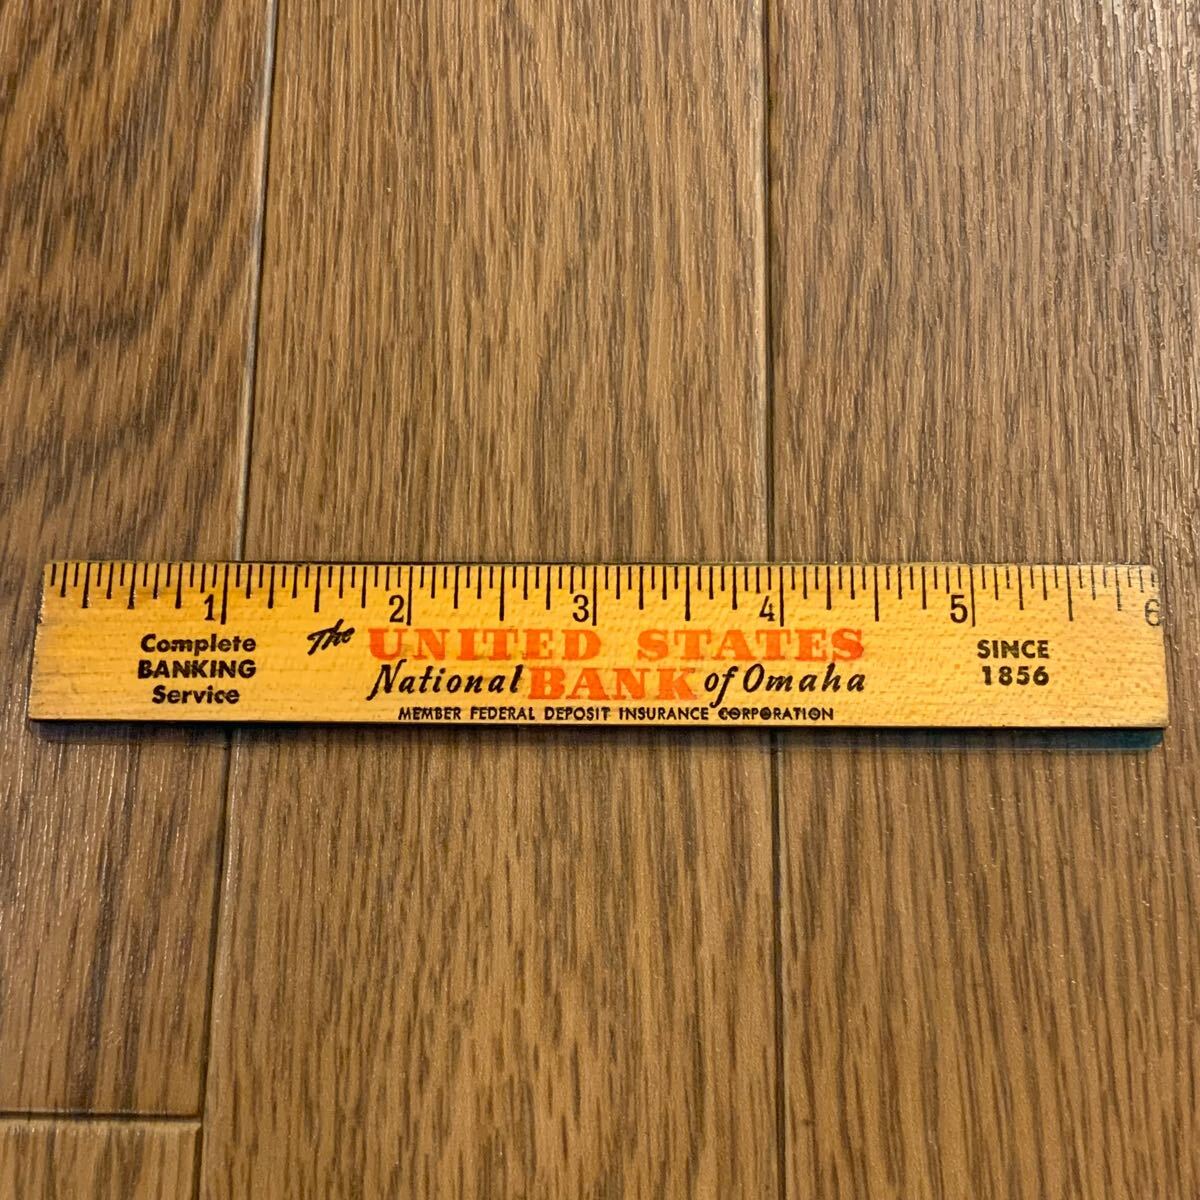 1 2 3 4 5 6
Complete
BANKING
Service
The UNITED STATES
National BANK of Omaha
MEMBER FEDERAL DEPOSIT INSURANCE CORPORATION
SINCE
1856